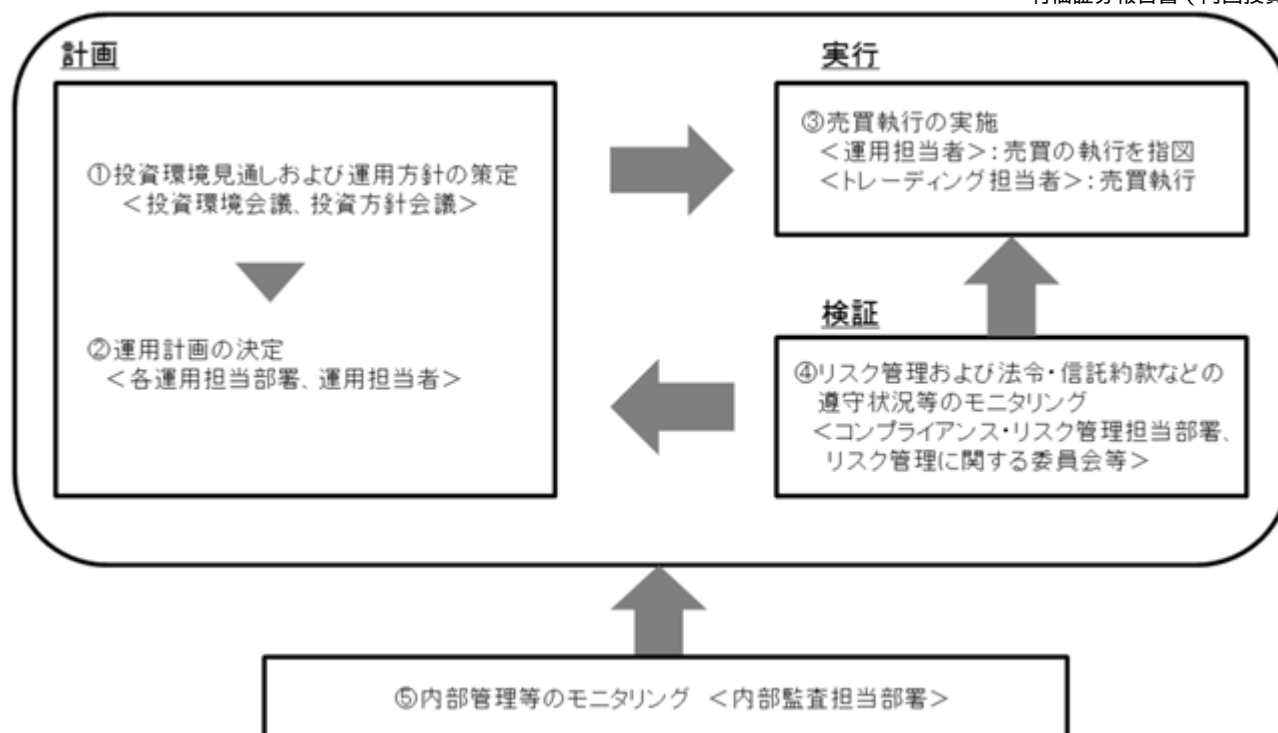 計画
①投資環境見通しおよび運用方針の策定
＜投資環境会議、投資方針会議＞
②運用計画の決定
＜各運用担当部署、運用担当者＞
実行
③売買執行の実施
＜運用担当者＞：売買の執行を指図
＜トレーディング担当者＞：売買執行
検証
④リスク管理および法令・信託約款などの
遵守状況等のモニタリング
＜コンプライアンス・リスク管理担当部署、
リスク管理に関する委員会等＞
⑤内部管理等のモニタリング ＜内部監査担当部署＞